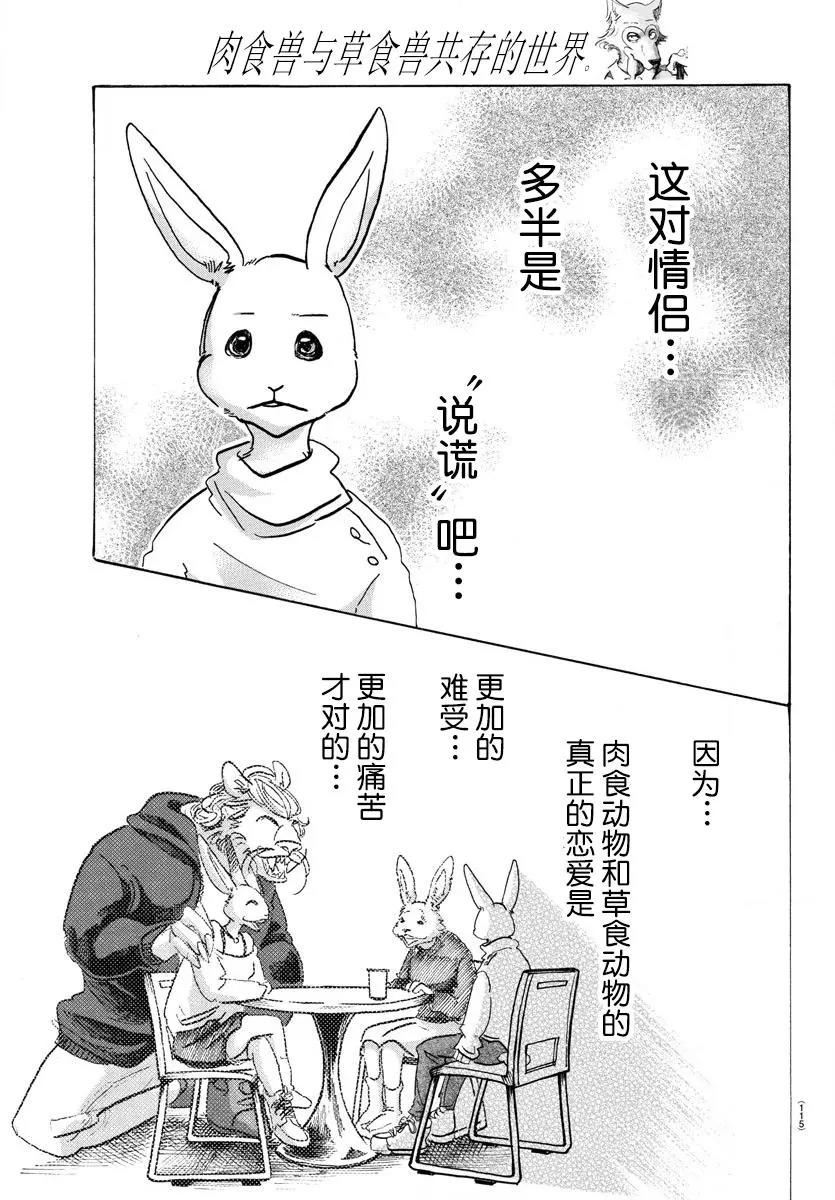 肉食兽与草食兽共存的世界。
这对情侣…
多半是
“说谎”吧…
因为…
肉食动物和草食动物的
真正的恋爱是
更加的
难受…
更加的痛苦
才对的…
(115)